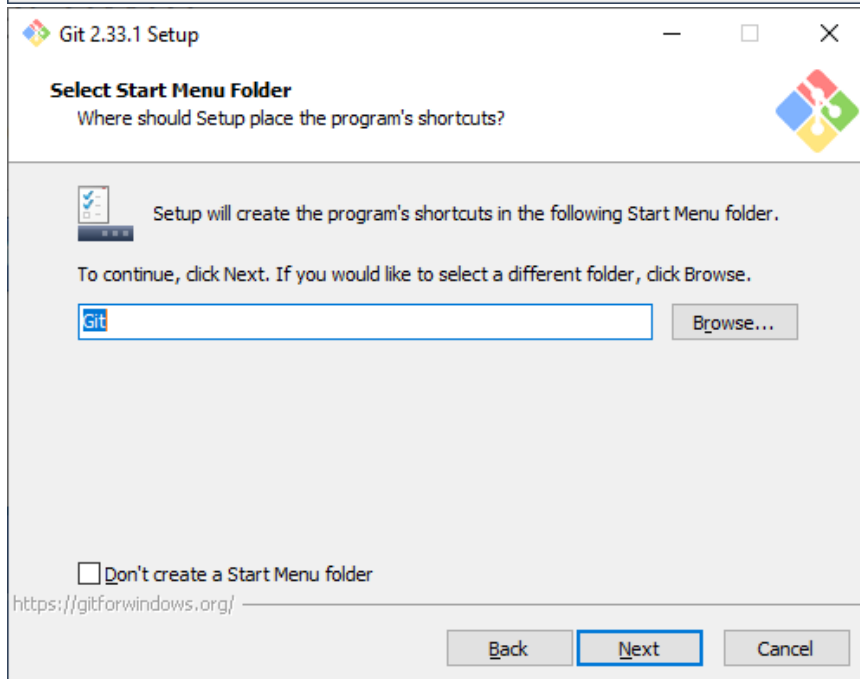 Git 2.33.1 Setup
Select Start Menu Folder
Where should Setup place the program's shortcuts?
Setup will create the program's shortcuts in the following Start Menu folder.
To continue, click Next. If you would like to select a different folder, click Browse.
Git
Browse...
Don't create a Start Menu folder
https://gitforwindows.org/
Back
Next
Cancel